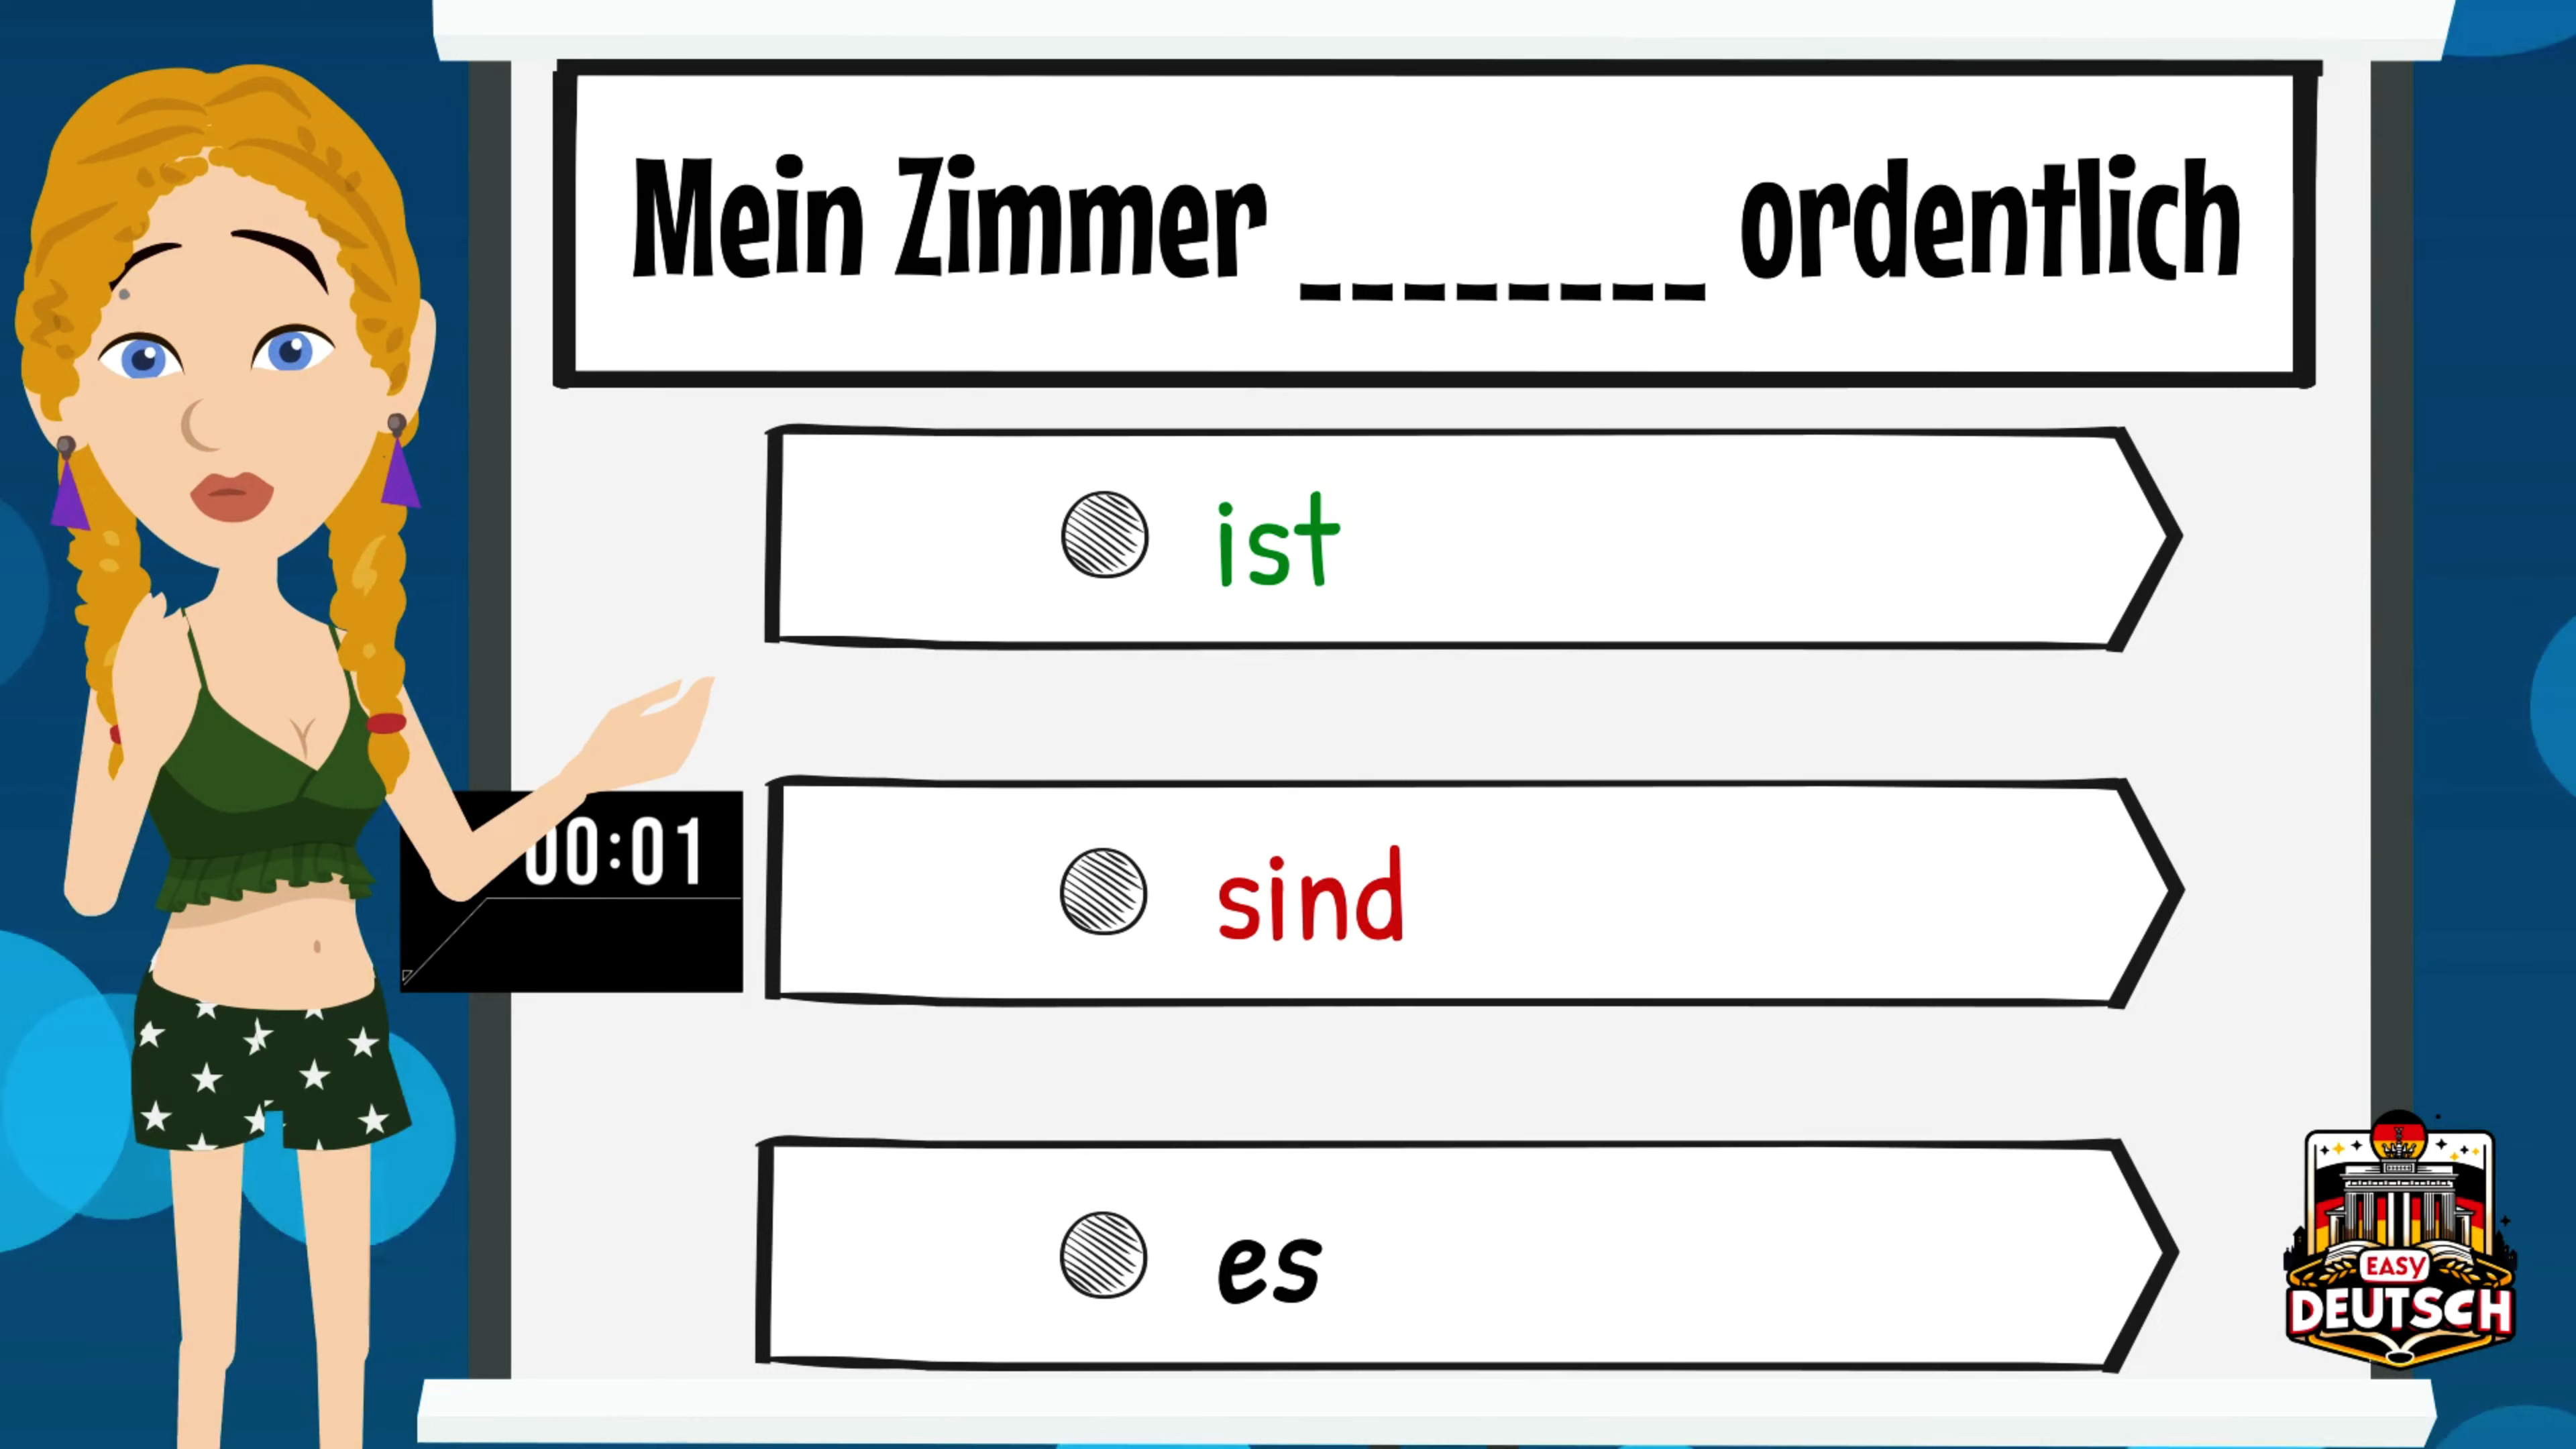 Mein Zimmer ________ ordentlich
ist
00:01
sind
es
EASY
DEUTSCH